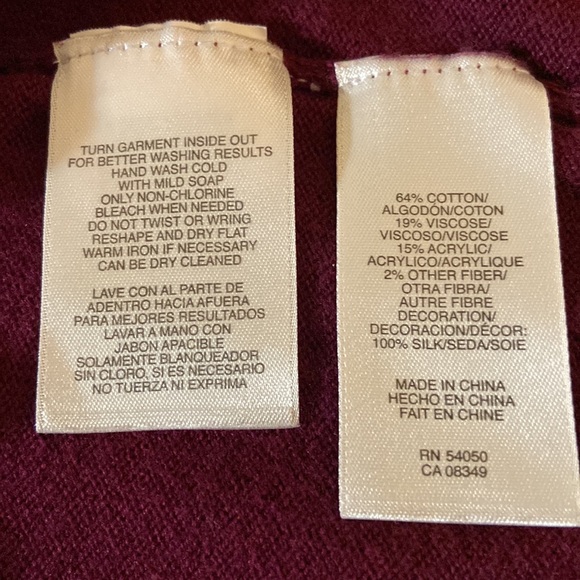 TURN GARMENT INSIDE OUT
FOR BETTER WASHING RESULTS
HAND WASH COLD
WITH MILD SOAP
ONLY NON-CHLORINE
BLEACH WHEN NEEDED
DO NOT TWIST OR WRING
RESHAPE AND DRY FLAT
WARM IRON IF NECESSARY
CAN BE DRY CLEANED
LAVE CON AL PARTE DE
ADENTRO HACIA AFUERA
PARA MEJORES RESULTADOS
LAVAR A MANO CON
JABON APACIBLE
SOLAMENTE BLANQUEADOR
SIN CLORO, SI ES NECESARIO
NO TUERZA NI EXPRIMA
64% COTTON/
ALGODÓN/COTON
19% VISCOSE/
VISCOSO/VISCOSE
15% ACRYLIC/
ACRÍLICO/ACRYLIQUE
2% OTHER FIBER/
OTRA FIBRA/
AUTRE FIBRE
DECORATION/
DECORACION/DÉCOR:
100% SILK/SEDA/SOIE
MADE IN CHINA
HECHO EN CHINA
FAIT EN CHINE
RN 54050
CA 08349